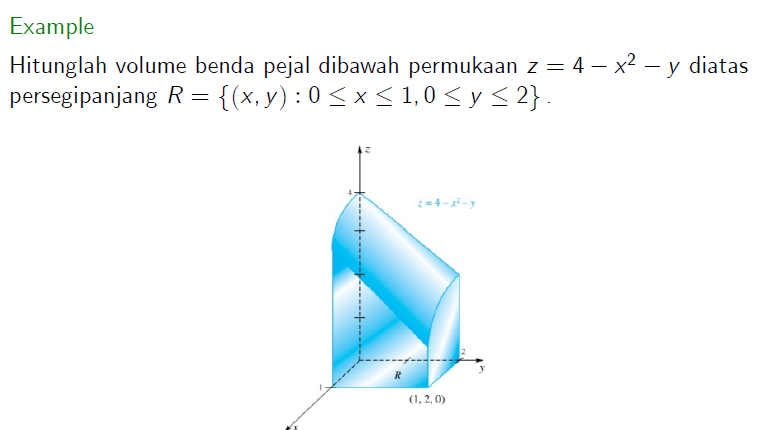 Example
Hitunglah volume benda pejal dibawah permukaan z = 4 − x² − y diatas
persegipanjang R = {(x, y) : 0 ≤ x ≤ 1, 0 ≤ y ≤ 2} .
z
4
z = 4 − x² − y
2
y
R
1
(1, 2, 0)
x